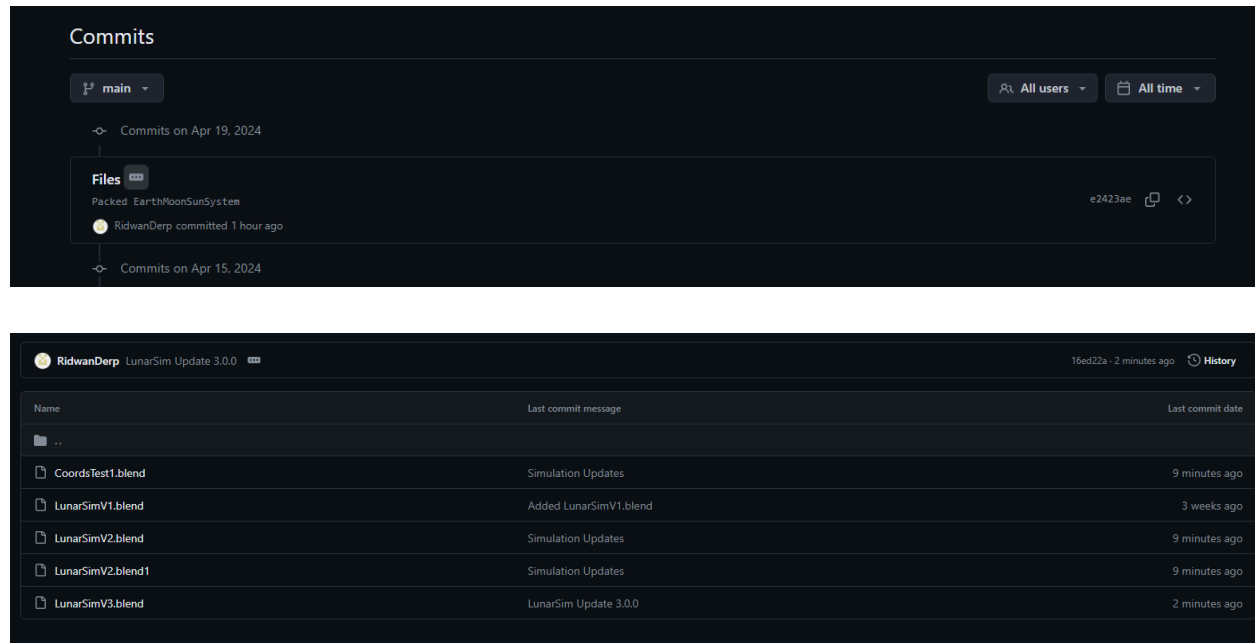 Commits
main
All users
All time
Commits on Apr 19, 2024
Files
Packed EarthMoonSunSystem
e2423ae
RidwanDerp committed 1 hour ago
Commits on Apr 15, 2024
RidwanDerp LunarSim Update 3.0.0
16ed22a · 2 minutes ago History
Name Last commit message Last commit date
..
CoordsTest1.blend Simulation Updates 9 minutes ago
LunarSimV1.blend Added LunarSimV1.blend 3 weeks ago
LunarSimV2.blend Simulation Updates 9 minutes ago
LunarSimV2.blend1 Simulation Updates 9 minutes ago
LunarSimV3.blend LunarSim Update 3.0.0 2 minutes ago